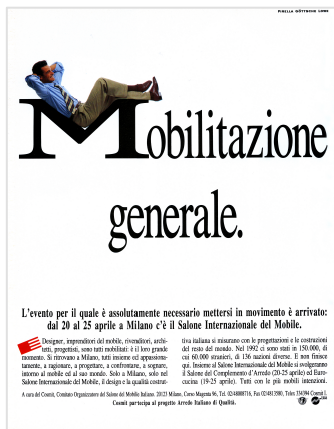 PIRELLA GÖTTSCHE LOWE
Mobilitazione
generale.
L'evento per il quale è assolutamente necessario mettersi in movimento è arrivato:
dal 20 al 25 aprile a Milano c'è il Salone Internazionale del Mobile.
Designer, imprenditori del mobile, rivenditori, archi-
tetti, progettisti, sono tutti mobilitati: è il loro grande
momento. Si ritrovano a Milano, tutti insieme ed appassiona-
tamente, a ragionare, a progettare, a confrontare, a sognare,
intorno al mobile ed al suo mondo. Solo a Milano, solo nel
Salone Internazionale del Mobile, il design e la qualità costrut-
tiva italiana si misurano con le progettazioni e le costruzioni
del resto del mondo. Nel 1992 ci sono stati in 150.000, di
cui 60.000 stranieri, di 136 nazioni diverse. E non finisce
qui. Insieme al Salone Internazionale del Mobile si svolgeranno
il Salone del Complemento d'Arredo (20-25 aprile) ed Euro-
cucina (19-25 aprile). Tutti con le più mobili intenzioni.
A cura del Cosmit, Comitato Organizzatore del Salone del Mobile Italiano. 20123 Milano, Corso Magenta 96, Tel. 02/48008716, Fax 024813580, Telex 334394 Cosmit I.
Cosmit partecipa al progetto Arredo Italiano di Qualità.